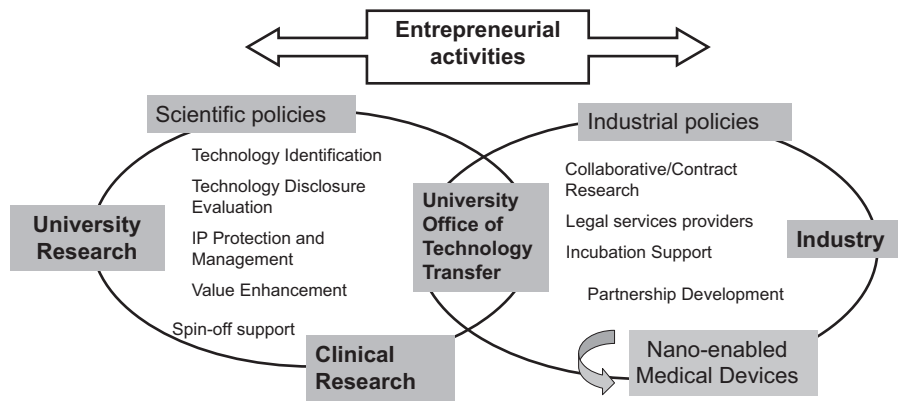 Entrepreneurial
activities
Scientific policies
Industrial policies
Technology Identification
Technology Disclosure
Evaluation
IP Protection and
Management
Value Enhancement
Spin-off support
University
Research
Clinical
Research
University
Office of
Technology
Transfer
Collaborative/Contract
Research
Legal services providers
Incubation Support
Partnership Development
Industry
Nano-enabled
Medical Devices